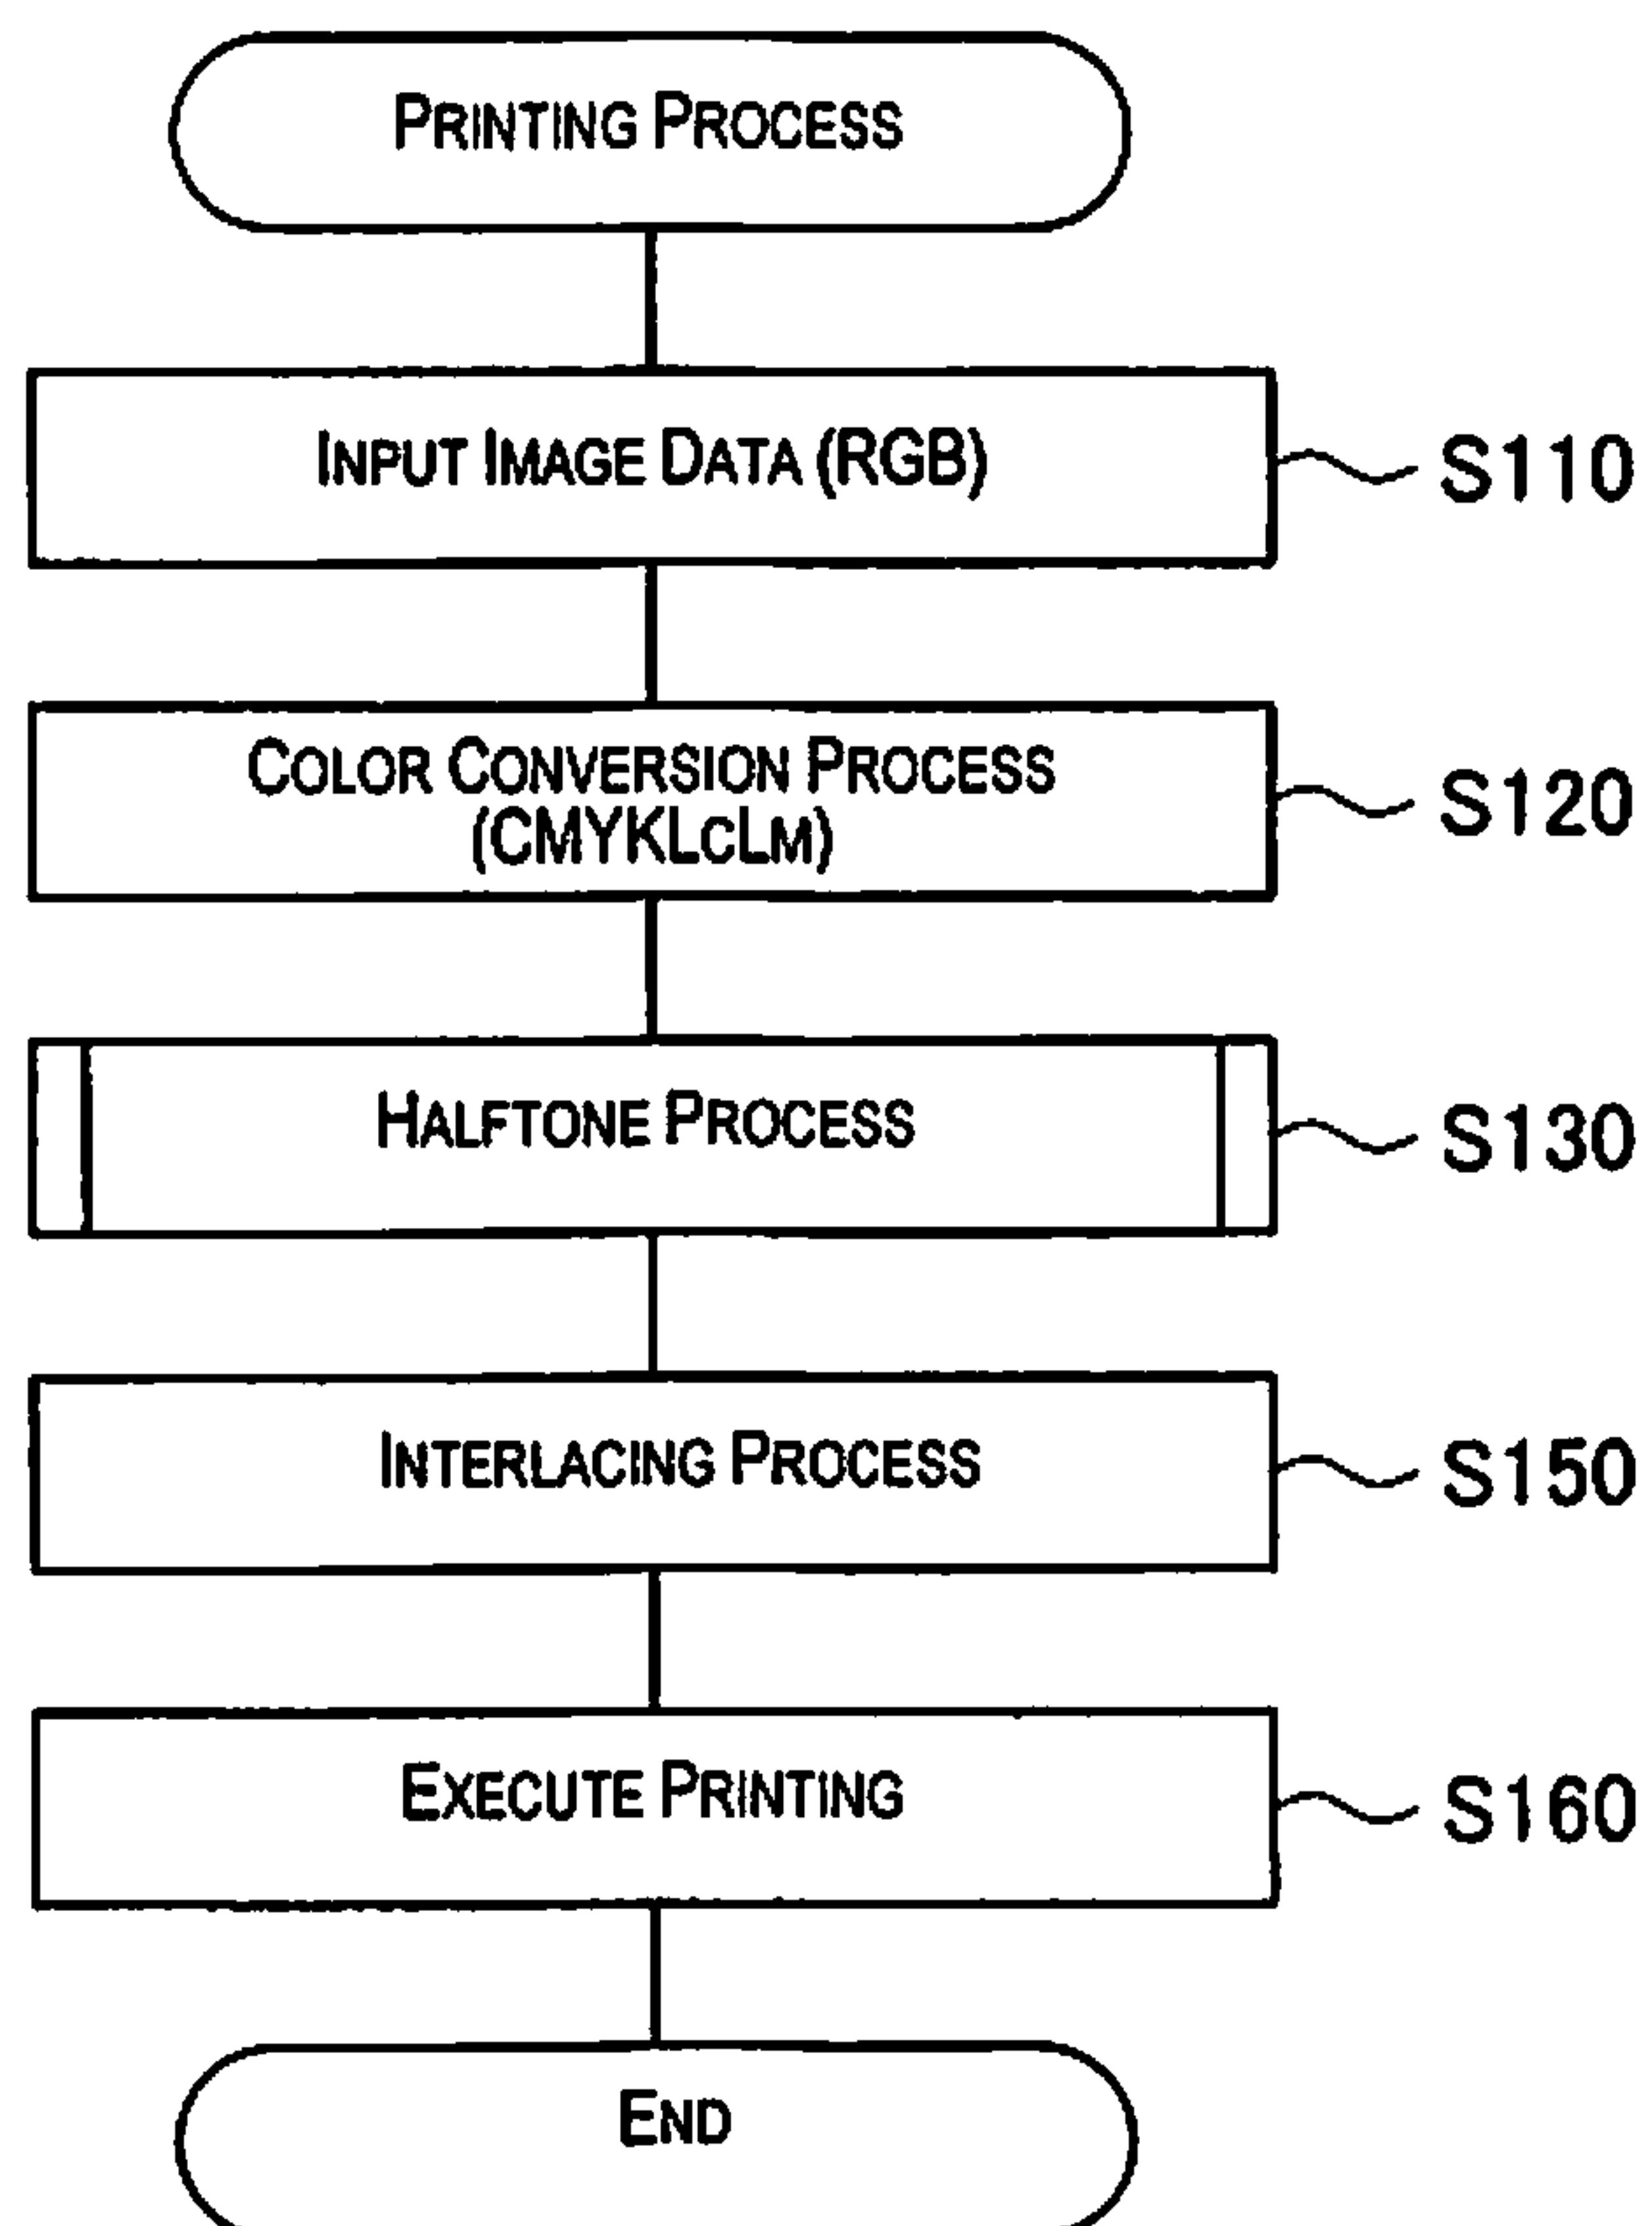 PRINTING PROCESS
INPUT IMAGE DATA (RGB)
S110
COLOR CONVERSION PROCESS
(CMYKLCLM)
S120
HALFTONE PROCESS
S130
INTERLACING PROCESS
S150
EXECUTE PRINTING
S160
END